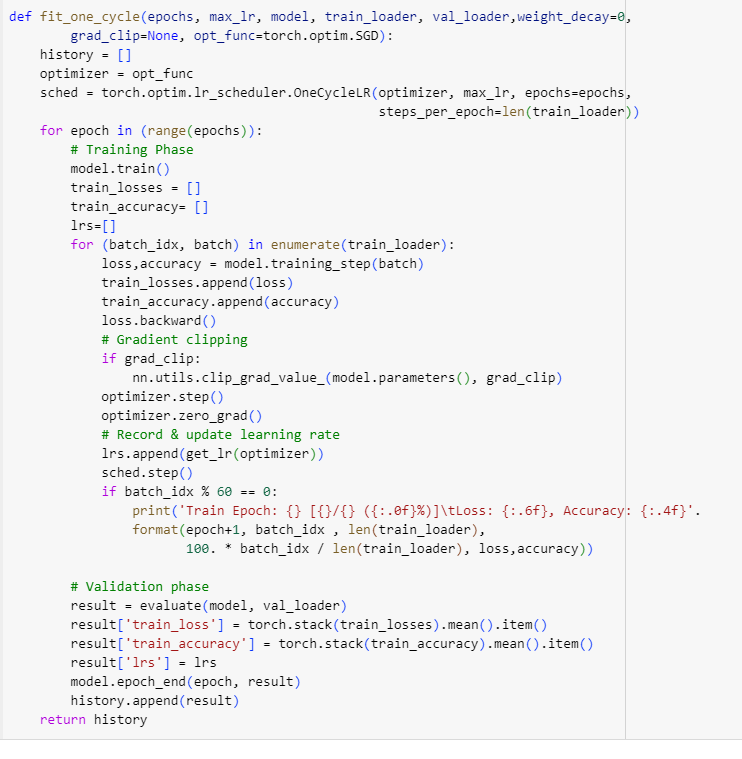 def fit_one_cycle(epochs, max_lr, model, train_loader, val_loader,weight_decay=0,
        grad_clip=None, opt_func=torch.optim.SGD):
    history = []
    optimizer = opt_func
    sched = torch.optim.lr_scheduler.OneCycleLR(optimizer, max_lr, epochs=epochs,
                                                steps_per_epoch=len(train_loader))
    for epoch in (range(epochs)):
        # Training Phase
        model.train()
        train_losses = []
        train_accuracy= []
        lrs=[]
        for (batch_idx, batch) in enumerate(train_loader):
            loss,accuracy = model.training_step(batch)
            train_losses.append(loss)
            train_accuracy.append(accuracy)
            loss.backward()
            # Gradient clipping
            if grad_clip:
                nn.utils.clip_grad_value_(model.parameters(), grad_clip)
            optimizer.step()
            optimizer.zero_grad()
            # Record & update learning rate
            lrs.append(get_lr(optimizer))
            sched.step()
            if batch_idx % 60 == 0:
                print('Train Epoch: {} [{}/{} ({:.0f}%)]\tLoss: {:.6f}, Accuracy: {:.4f}'.
                format(epoch+1, batch_idx , len(train_loader),
                       100. * batch_idx / len(train_loader), loss,accuracy))

        # Validation phase
        result = evaluate(model, val_loader)
        result['train_loss'] = torch.stack(train_losses).mean().item()
        result['train_accuracy'] = torch.stack(train_accuracy).mean().item()
        result['lrs'] = lrs
        model.epoch_end(epoch, result)
        history.append(result)
    return history